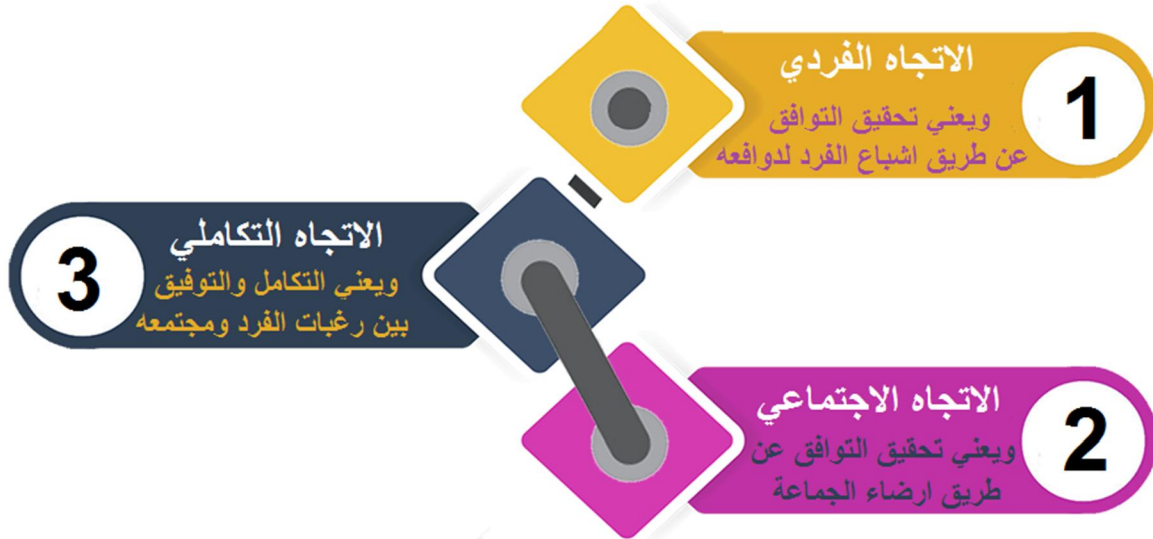 1
الاتجاه الفردي
ويعني تحقيق التوافق
عن طريق اشباع الفرد لدوافعه
2
الاتجاه الاجتماعي
ويعني تحقيق التوافق عن
طريق ارضاء الجماعة
3
الاتجاه التكاملي
ويعني التكامل والتوفيق
بين رغبات الفرد ومجتمعه